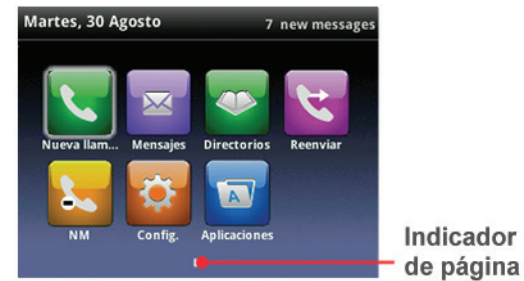 Martes, 30 Agosto 7 new messages
Nueva llam... Mensajes Directorios Reenviar
A
NM Config. Aplicaciones
Indicador
de página